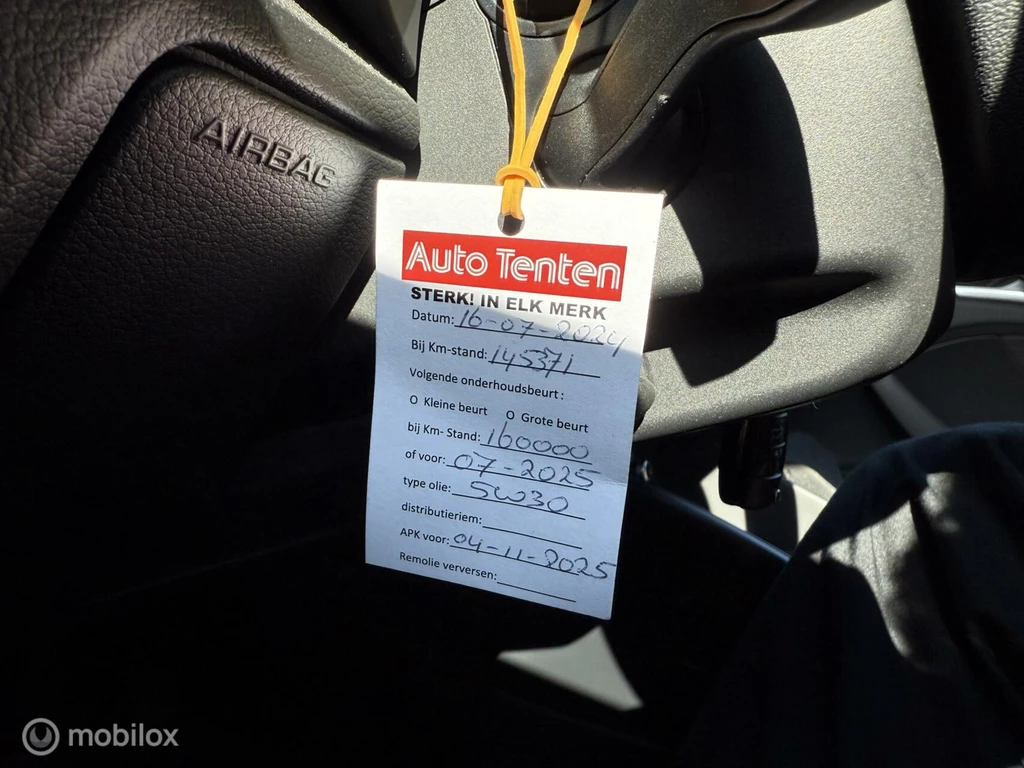 AIRBAG
Auto Tenten
STERK! IN ELK MERK
Datum: 16-07-2024
Bij Km-stand: 145371
Volgende onderhoudsbeurt :
O Kleine beurt O Grote beurt
bij Km- Stand: 160000
of voor: 07-2025
type olie: 5W30
distributieriem:
APK voor: 04-11-2025
Remolie verversen:
mobilox